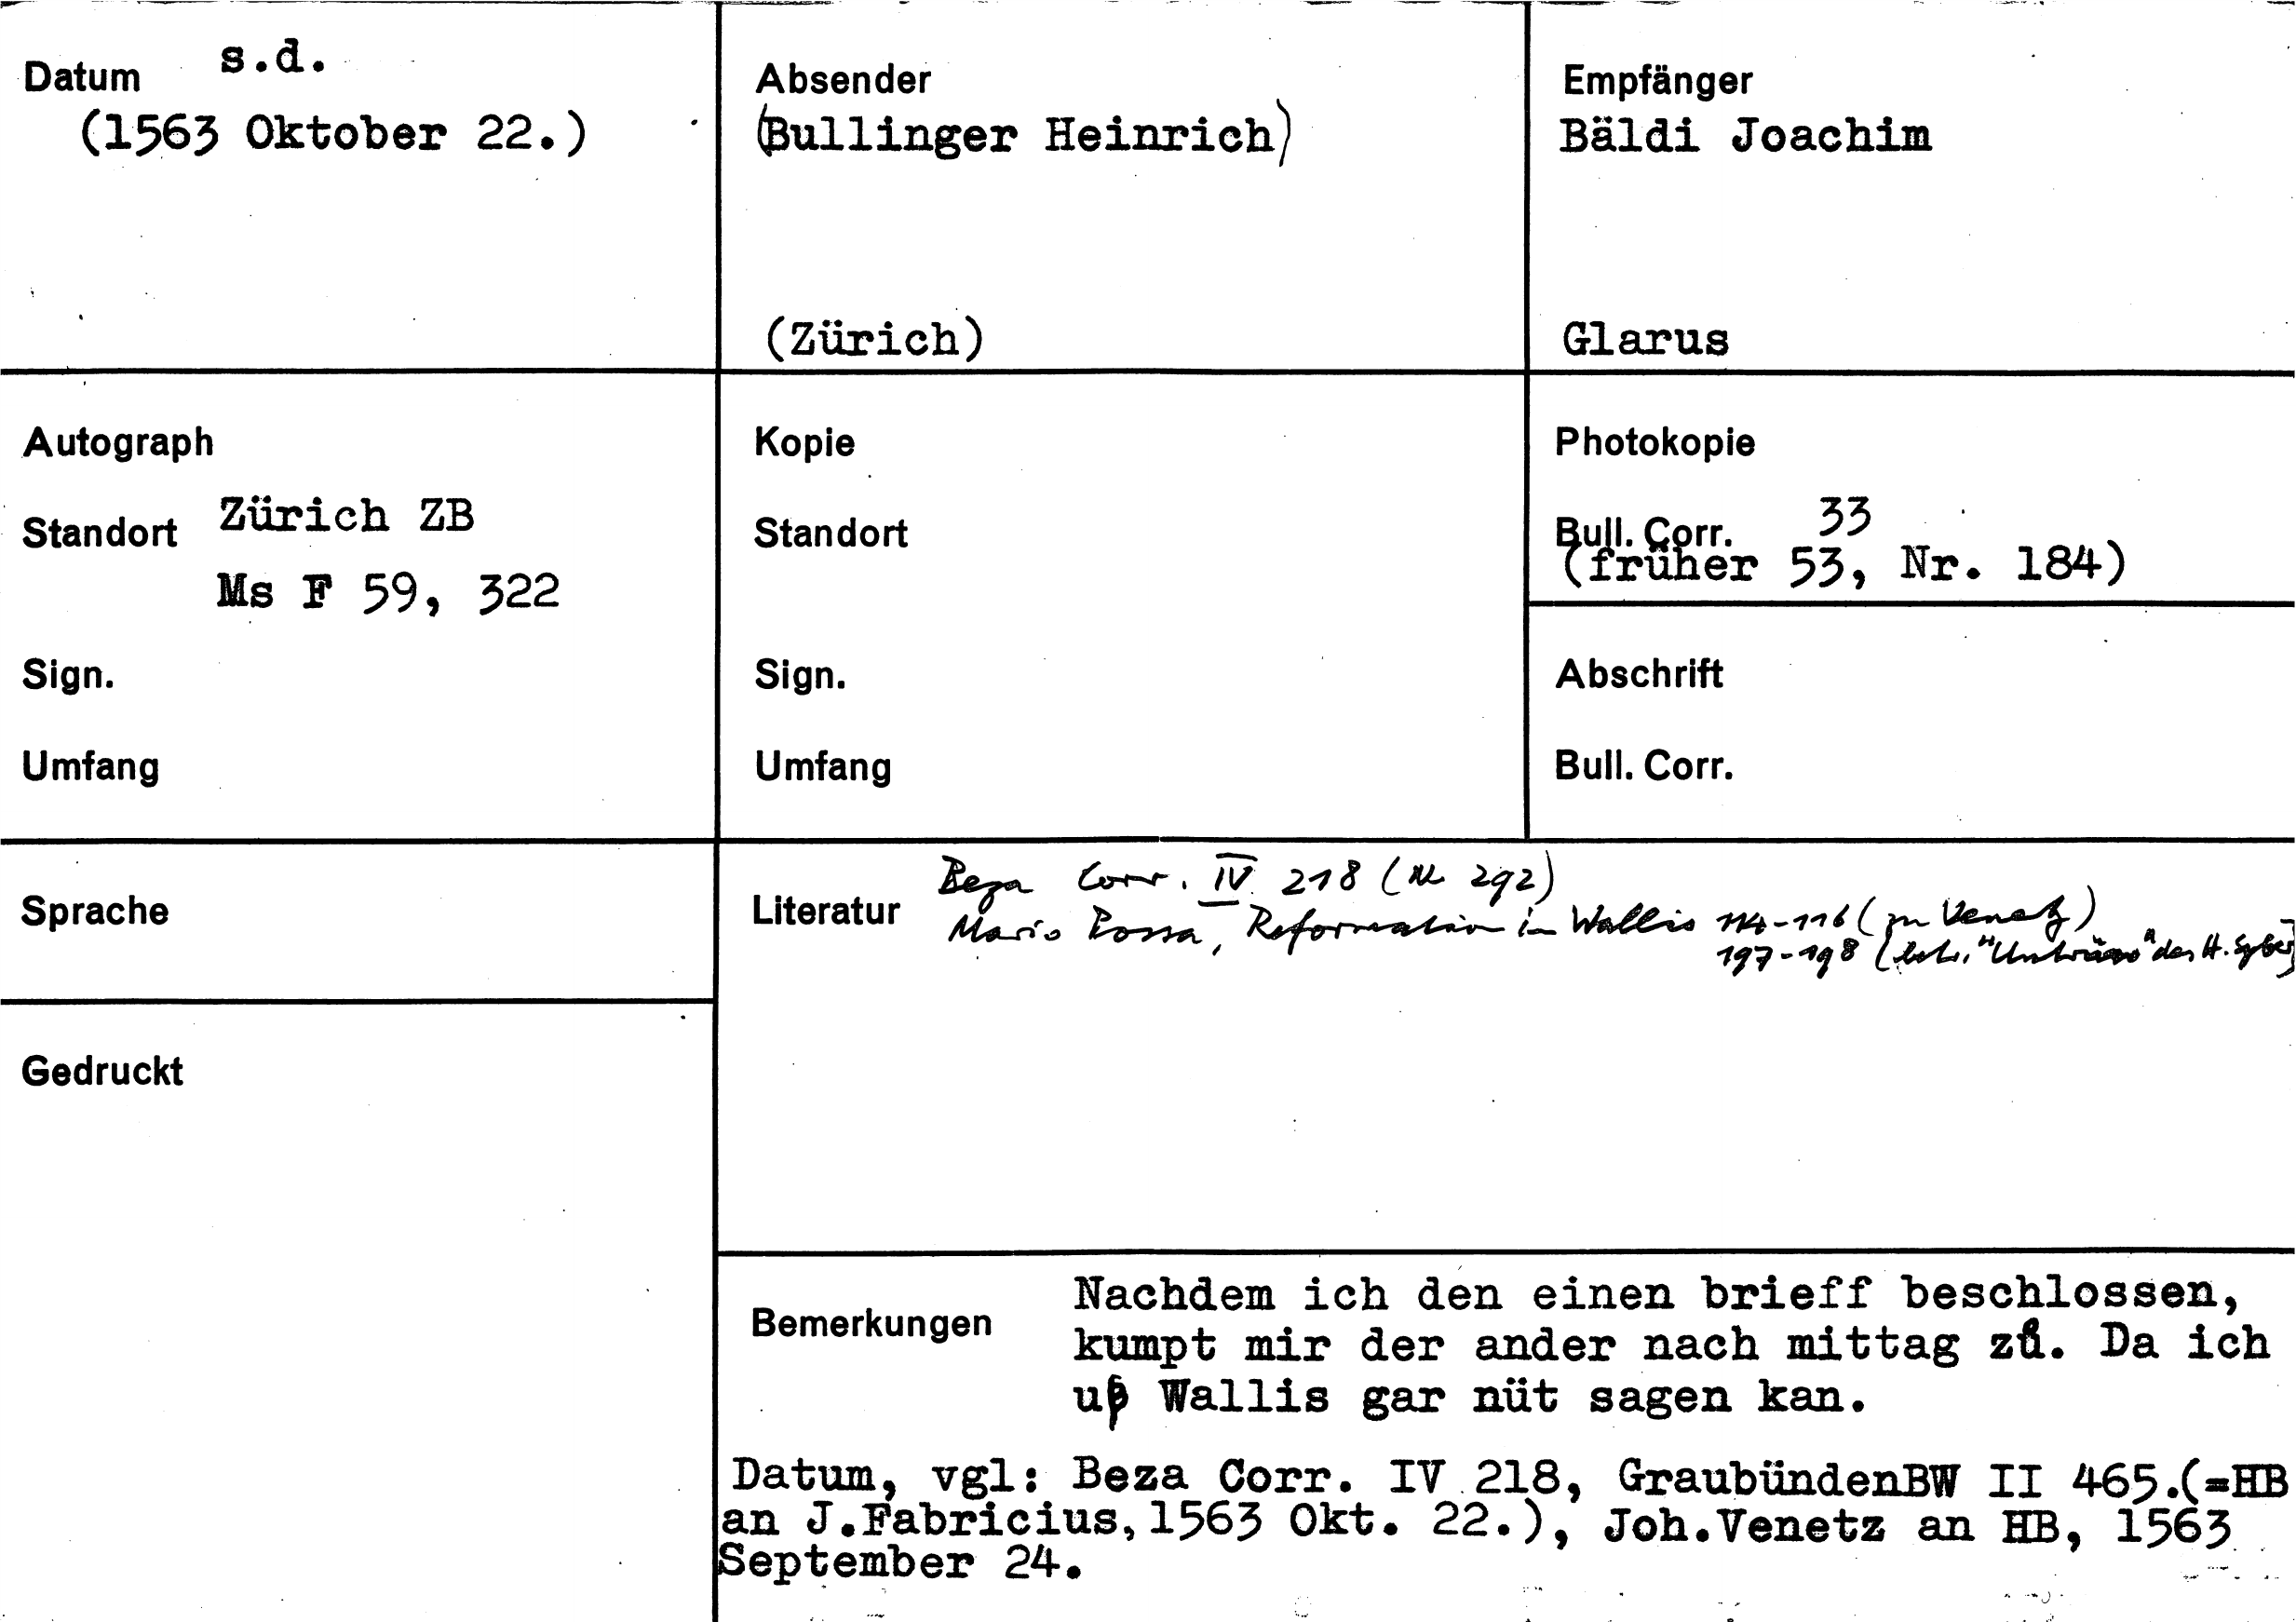 Datum s.d.
(1563 Oktober 22.)
Absender
(Bullinger Heinrich)
(Zürich)
Empfänger
Bäldi Joachim
Glarus
Autograph
Standort Zürich ZB
Ms F 59, 322
Sign.
Umfang
Kopie
Standort
Sign.
Umfang
Photokopie
Bull. Corr. 33
(früher 53, Nr. 184)
Abschrift
Bull. Corr.
Sprache
Gedruckt
Beza Corr. IV 218 (Nr 292)
Literatur Mario Possa, Reformation im Wallis 114-116 (zu Venetz)
197-198 ( "
" des H.
Bemerkungen Nachdem ich den einen brieff beschlossen,
kumpt mir der ander nach mittag zů. Da ich
uß Wallis gar nüt sagen kan.
Datum, vgl: Beza Corr. IV 218, GraubündenBW II 465.(=HB
an J.Fabricius,1563 Okt. 22.), Joh.Venetz an HB, 1563
September 24.